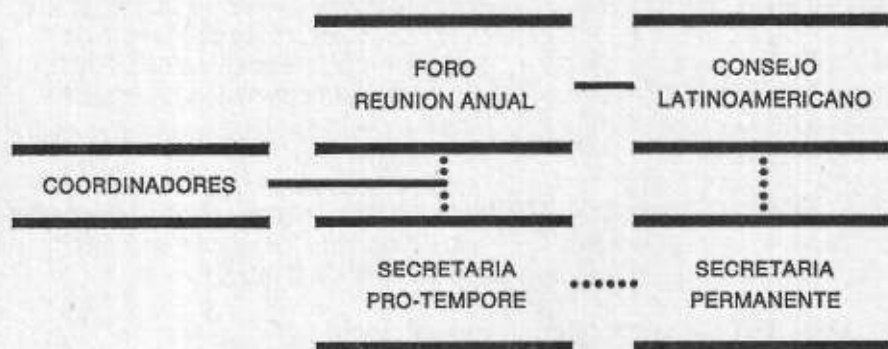 FORO
REUNION ANUAL
CONSEJO
LATINOAMERICANO
COORDINADORES
SECRETARIA
PRO-TEMPORE
SECRETARIA
PERMANENTE